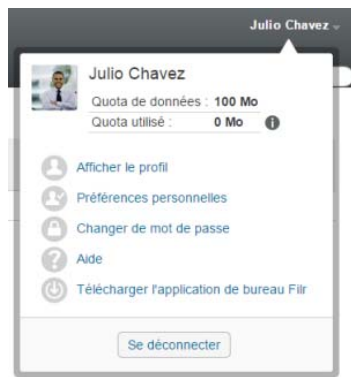 Julio Chavez
Julio Chavez
Quota de données : 100 Mo
Quota utilisé : 0 Mo
Afficher le profil
Préférences personnelles
Changer de mot de passe
Aide
Télécharger l'application de bureau Filr
Se déconnecter